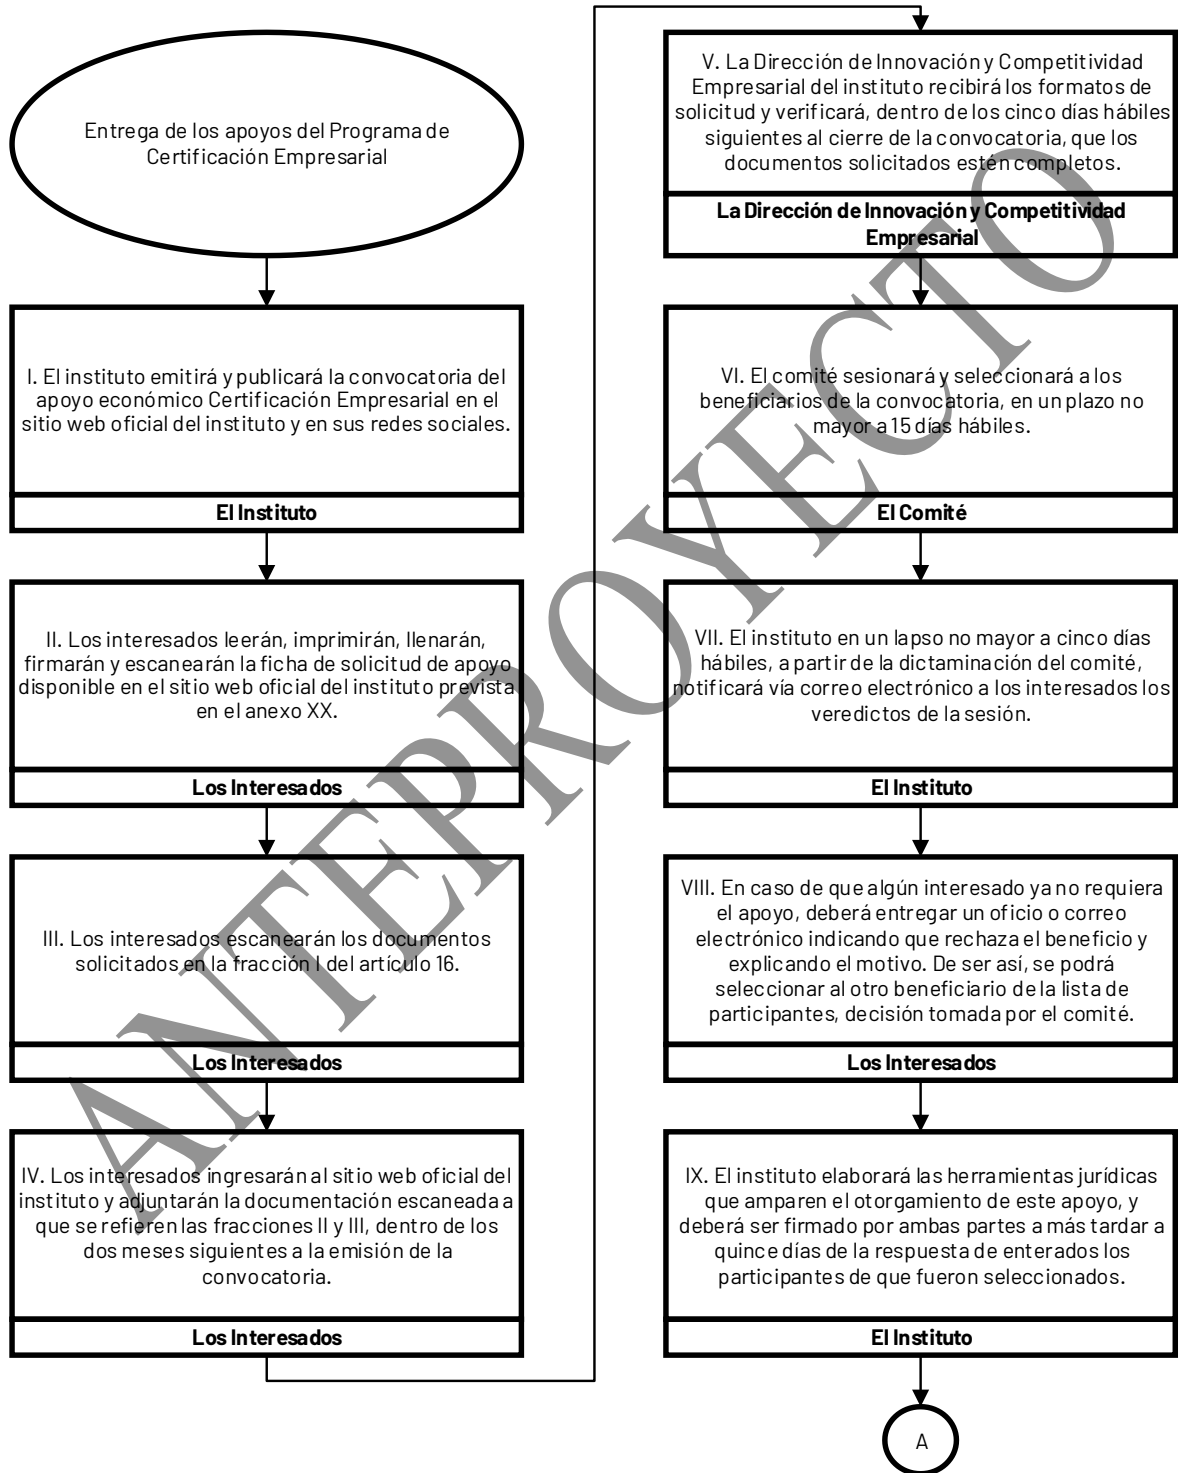 Entrega de los apoyos del Programa de
Certificación Empresarial
I. El instituto emitirá y publicará la convocatoria del
apoyo económico Certificación Empresarial en el
sitio web oficial del instituto y en sus redes sociales.
El Instituto
II. Los interesados leerán, imprimirán, llenarán,
firmarán y escanearán la ficha de solicitud de apoyo
disponible en el sitio web oficial del instituto prevista
en el anexo XX.
Los Interesados
III. Los interesados escanearán los documentos
solicitados en la fracción I del artículo 16.
Los Interesados
IV. Los interesados ingresarán al sitio web oficial del
instituto y adjuntarán la documentación escaneada a
que se refieren las fracciones II y III, dentro de los
dos meses siguientes a la emisión de la
convocatoria.
Los Interesados
V. La Dirección de Innovación y Competitividad
Empresarial del instituto recibirá los formatos de
solicitud y verificará, dentro de los cinco días hábiles
siguientes al cierre de la convocatoria, que los
documentos solicitados estén completos.
La Dirección de Innovación y Competitividad
Empresarial
VI. El comité sesionará y seleccionará a los
beneficiarios de la convocatoria, en un plazo no
mayor a 15 días hábiles.
El Comité
VII. El instituto en un lapso no mayor a cinco días
hábiles, a partir de la dictaminación del comité,
notificará vía correo electrónico a los interesados los
veredictos de la sesión.
El Instituto
VIII. En caso de que algún interesado ya no requiera
el apoyo, deberá entregar un oficio o correo
electrónico indicando que rechaza el beneficio y
explicando el motivo. De ser así, se podrá
seleccionar al otro beneficiario de la lista de
participantes, decisión tomada por el comité.
Los Interesados
IX. El instituto elaborará las herramientas jurídicas
que amparen el otorgamiento de este apoyo, y
deberá ser firmado por ambas partes a más tardar a
quince días de la respuesta de enterados los
participantes de que fueron seleccionados.
El Instituto
A
ANTEPROYECTO